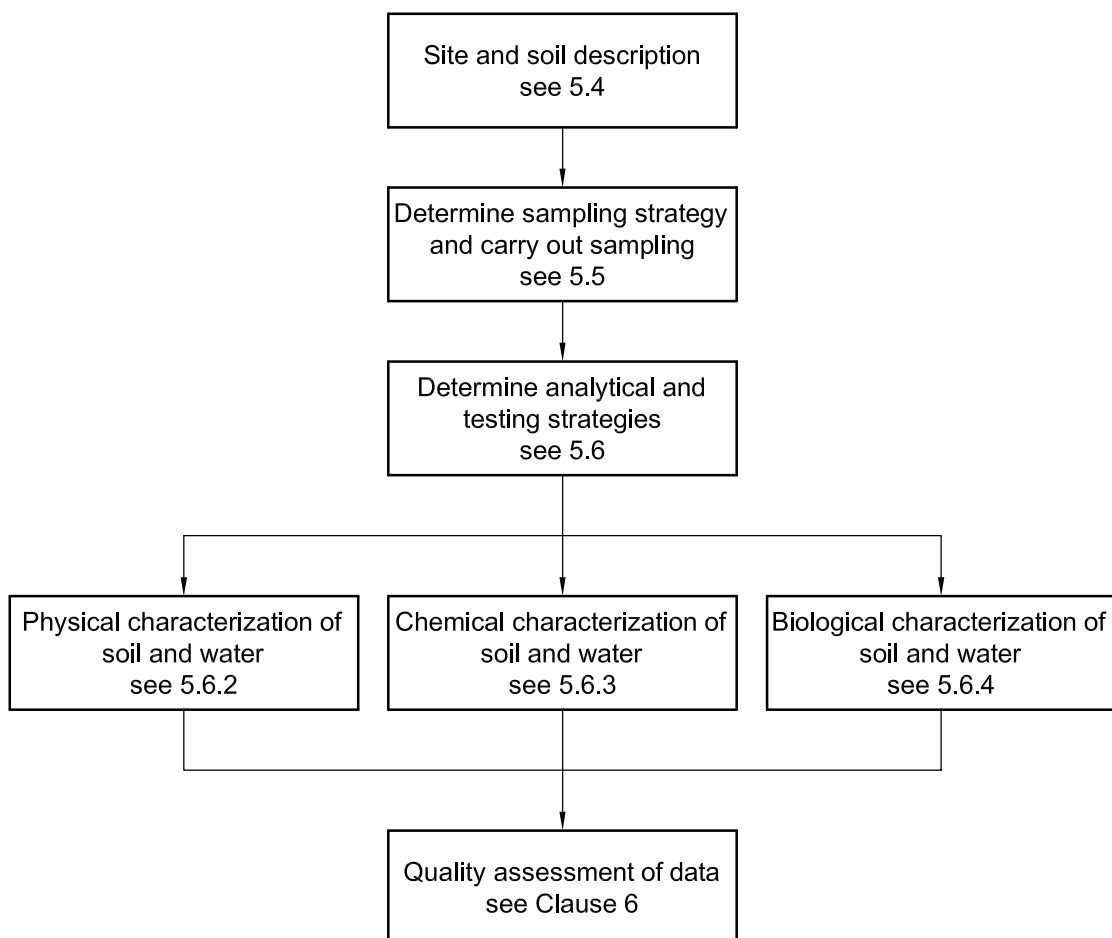 Site and soil description
see 5.4
Determine sampling strategy
and carry out sampling
see 5.5
Determine analytical and
testing strategies
see 5.6
Physical characterization of
soil and water
see 5.6.2
Chemical characterization of
soil and water
see 5.6.3
Biological characterization of
soil and water
see 5.6.4
Quality assessment of data
see Clause 6